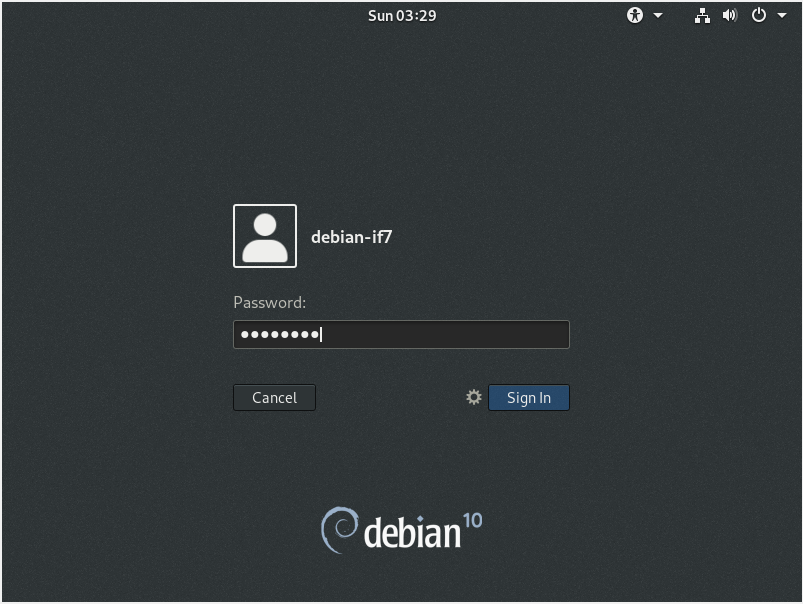 Sun 03:29
debian-if7
Password:
Cancel
Sign In
debian 10